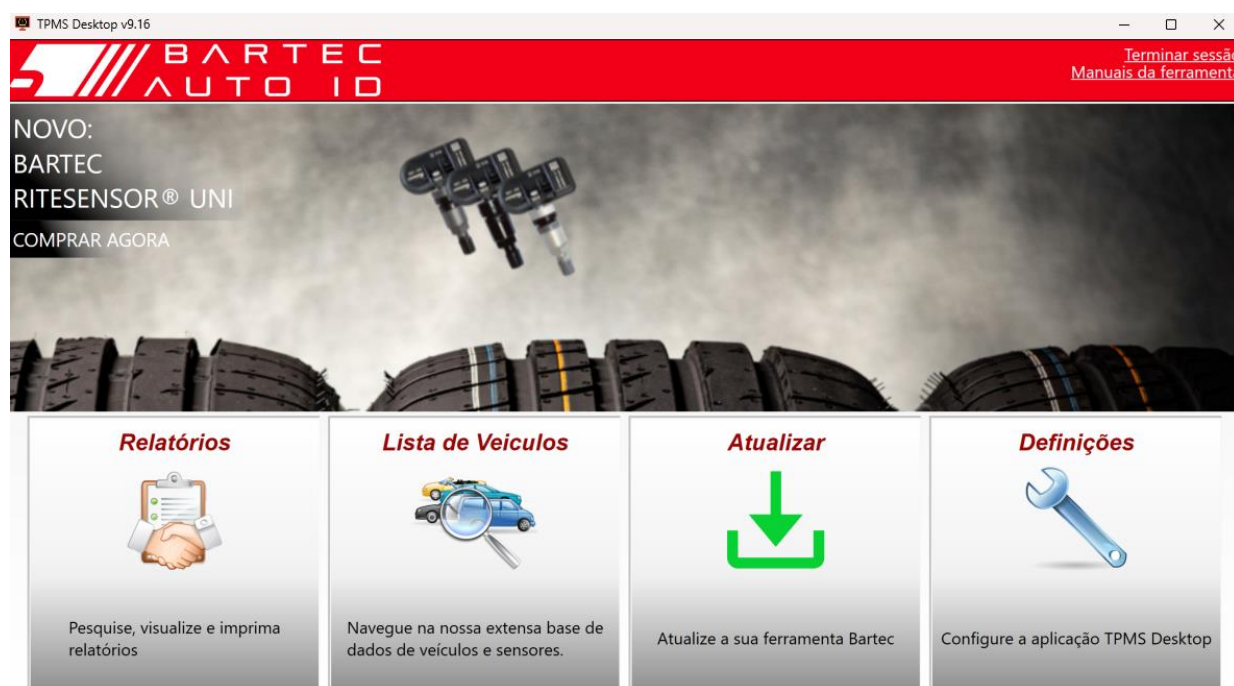 TPMS Desktop v9.16
BARTEC
AUTO ID
Terminar sessão
Manuais da ferramenta
NOVO:
BARTEC
RITESENSOR® UNI
COMPRAR AGORA
Relatórios
Lista de Veiculos
Atualizar
Definições
Pesquise, visualize e imprima
relatórios
Navegue na nossa extensa base de
dados de veículos e sensores.
Atualize a sua ferramenta Bartec
Configure a aplicação TPMS Desktop